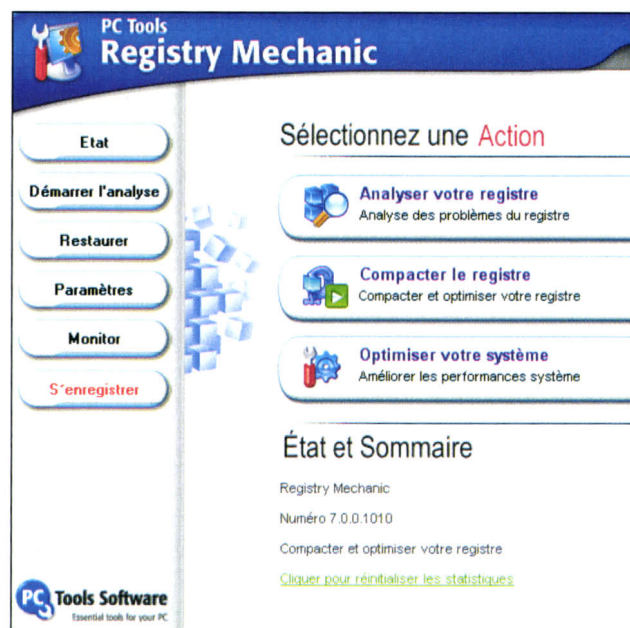 PC Tools
Registry Mechanic
Etat
Démarrer l'analyse
Restaurer
Paramètres
Monitor
S'enregistrer
Sélectionnez une Action
Analyser votre registre
Analyse des problèmes du registre
Compacter le registre
Compacter et optimiser votre registre
Optimiser votre système
Améliorer les performances système
État et Sommaire
Registry Mechanic
Numéro 7.0.0.1010
Compacter et optimiser votre registre
Cliquer pour réinitialiser les statistiques
PC Tools Software
Essential tools for your PC